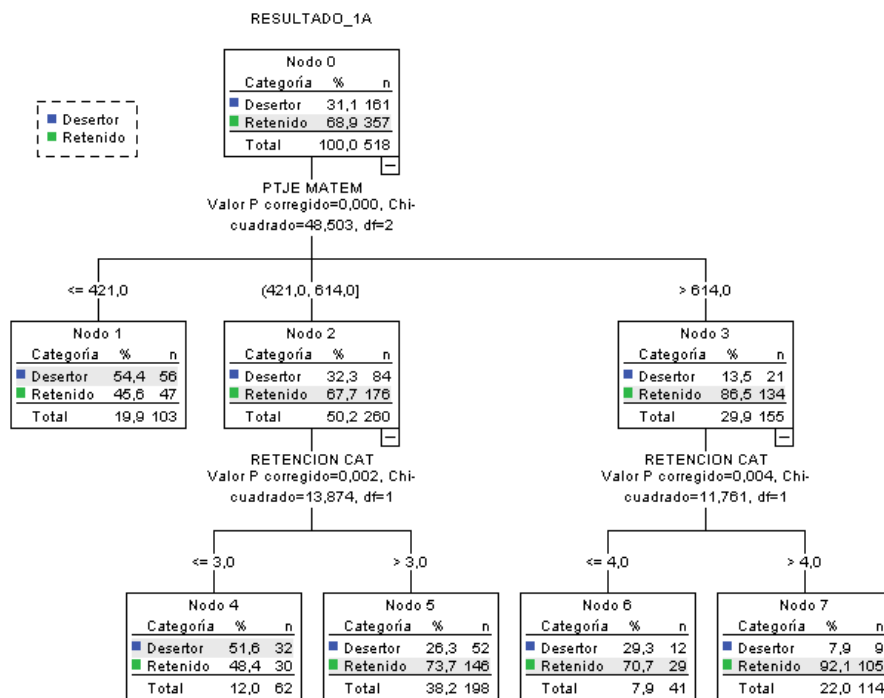 RESULTADO_1A
Nodo 0
Categoría % n
Desertor 31,1 161
Retenido 68,9 357
Total 100,0 518
Desertor
Retenido
PTJE MATEM
Valor P corregido=0,000, Chi-
cuadrado=48,503, df=2
<= 421,0
(421,0, 614,0]
> 614,0
Nodo 1
Categoría % n
Desertor 54,4 56
Retenido 45,6 47
Total 19,9 103
Nodo 2
Categoría % n
Desertor 32,3 84
Retenido 67,7 176
Total 50,2 260
Nodo 3
Categoría % n
Desertor 13,5 21
Retenido 86,5 134
Total 29,9 155
RETENCION CAT
Valor P corregido=0,002, Chi-
cuadrado=13,874, df=1
RETENCION CAT
Valor P corregido=0,004, Chi-
cuadrado=11,761, df=1
<= 3,0
> 3,0
<= 4,0
> 4,0
Nodo 4
Categoría % n
Desertor 51,6 32
Retenido 48,4 30
Total 12,0 62
Nodo 5
Categoría % n
Desertor 26,3 52
Retenido 73,7 146
Total 38,2 198
Nodo 6
Categoría % n
Desertor 29,3 12
Retenido 70,7 29
Total 7,9 41
Nodo 7
Categoría % n
Desertor 7,9 9
Retenido 92,1 105
Total 22,0 114